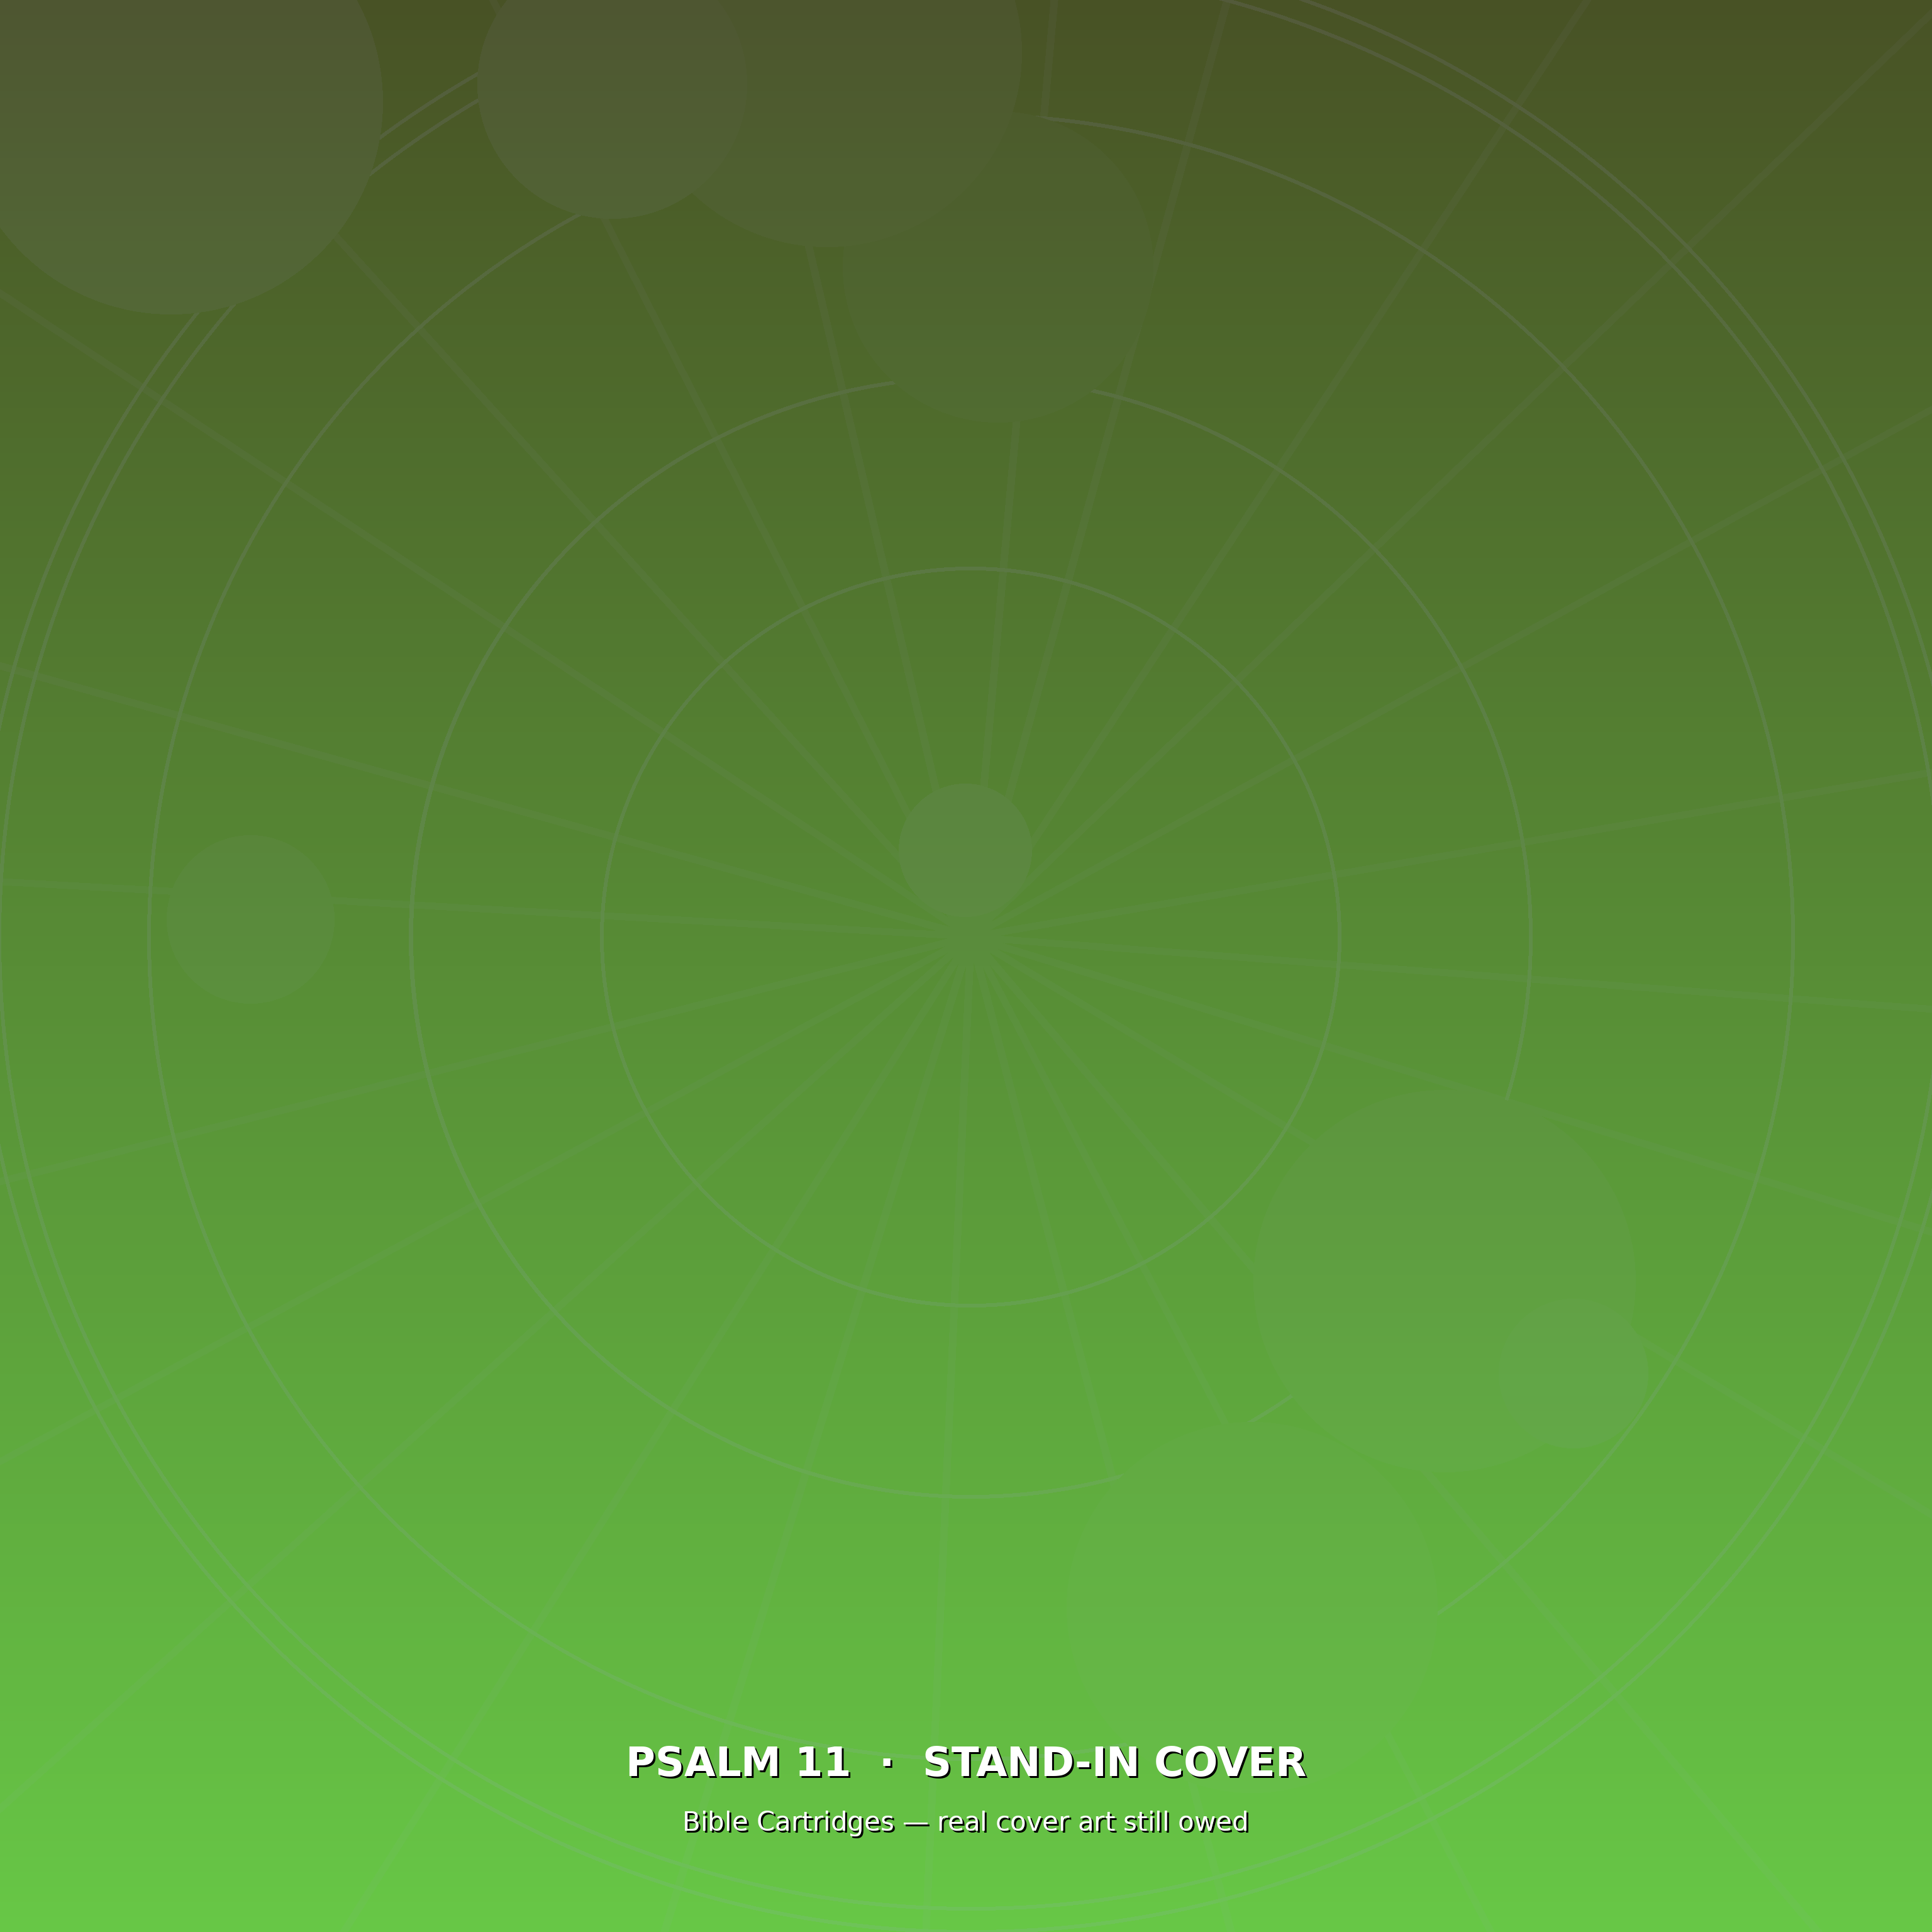 PSALM 11 · STAND-IN COVER
Bible Cartridges — real cover art still owed